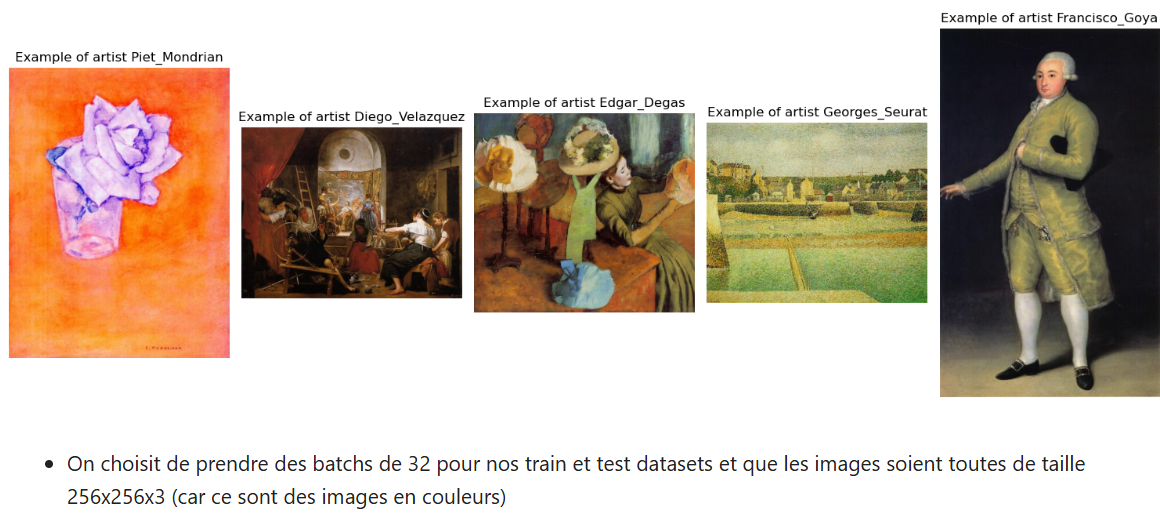 Example of artist Francisco_Goya
Example of artist Piet_Mondrian
Example of artist Edgar_Degas
Example of artist Diego_Velazquez
Example of artist Georges_Seurat
On choisit de prendre des batchs de 32 pour nos train et test datasets et que les images soient toutes de taille
256x256x3 (car ce sont des images en couleurs)